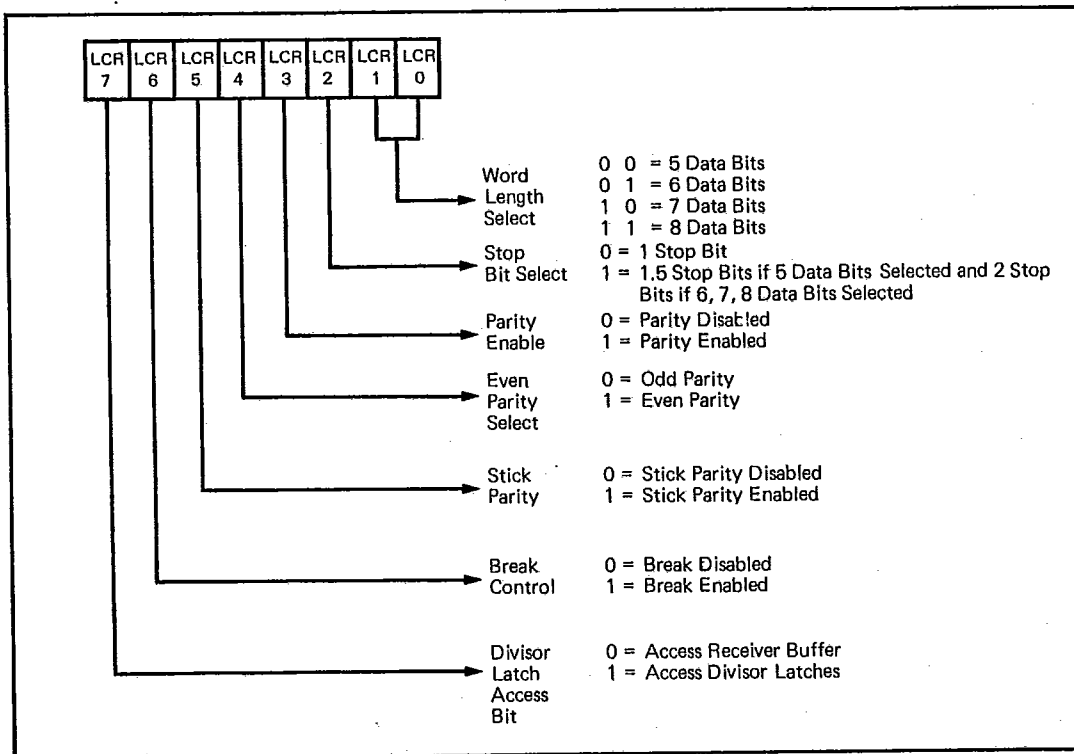 LCR 7 LCR 6 LCR 5 LCR 4 LCR 3 LCR 2 LCR 1 LCR 0
Word Length Select
0 0 = 5 Data Bits
0 1 = 6 Data Bits
1 0 = 7 Data Bits
1 1 = 8 Data Bits
Stop Bit Select
0 = 1 Stop Bit
1 = 1.5 Stop Bits if 5 Data Bits Selected and 2 Stop
Bits if 6, 7, 8 Data Bits Selected
Parity Enable
0 = Parity Disabled
1 = Parity Enabled
Even Parity Select
0 = Odd Parity
1 = Even Parity
Stick Parity
0 = Stick Parity Disabled
1 = Stick Parity Enabled
Break Control
0 = Break Disabled
1 = Break Enabled
Divisor Latch Access Bit
0 = Access Receiver Buffer
1 = Access Divisor Latches